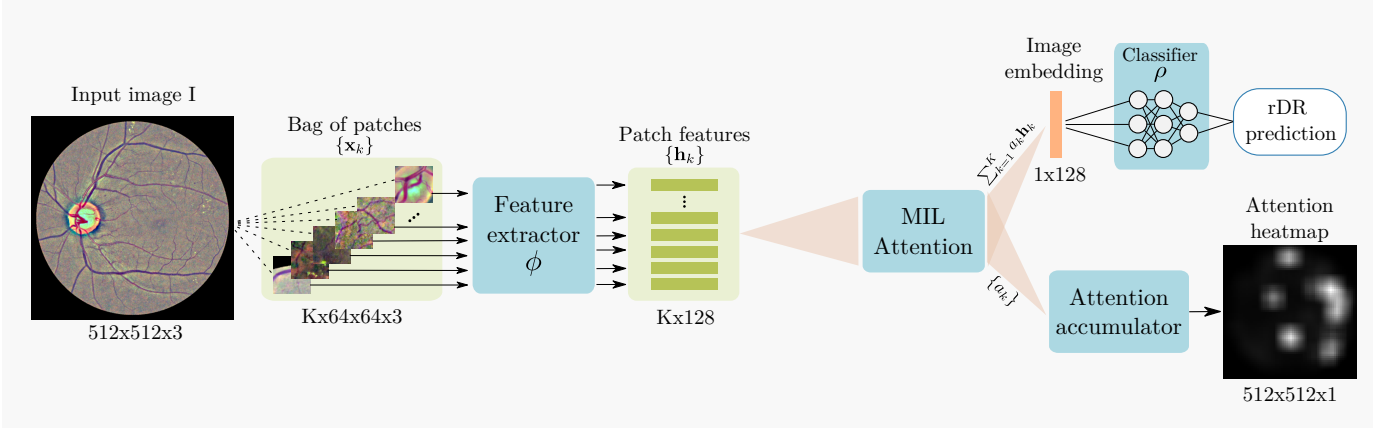 Input image I
512x512x3
Bag of patches
{x_k}
...
Kx64x64x3
Feature
extractor
ϕ
Patch features
{h_k}
...
Kx128
MIL
Attention
∑_{k=1}^{K} a_k h_k
{a_k}
Image
embedding
1x128
Classifier
ρ
rDR
prediction
Attention
accumulator
Attention
heatmap
512x512x1